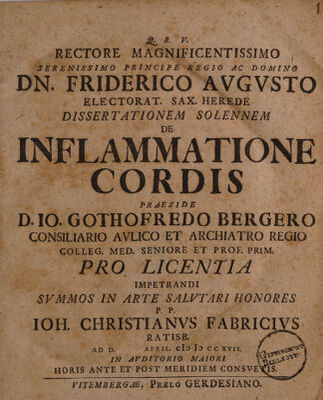 1
Q. B. V.
RECTORE MAGNIFICENTISSIMO
SERENISSIMO PRINCIPE REGIO AC DOMINO
DN. FRIDERICO AVGVSTO
ELECTORAT. SAX. HEREDE
DISSERTATIONEM SOLENNEM
DE
INFLAMMATIONE
CORDIS
PRAESIDE
D. IO. GOTHOFREDO BERGERO
CONSILIARIO AVLICO ET ARCHIATRO REGIO
COLLEG. MED. SENIORE ET PROF. PRIM.
PRO LICENTIA
IMPETRANDI
SVMMOS IN ARTE SALVTARI HONORES
P. P.
IOH. CHRISTIANVS FABRICIVS
RATISB.
AD D. APRIL. cIↃ IↃ CC XVII.
IN AVDITORIO MAIORI
HORIS ANTE ET POST MERIDIEM CONSVETIS.
VITEMBERGAE, PRELO GERDESIANO.